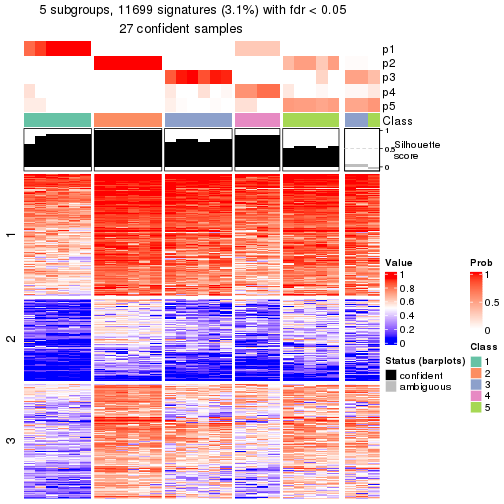 5 subgroups, 11699 signatures (3.1%) with fdr < 0.05
27 confident samples
p1
p2
p3
p4
p5
Class
1
0.5
0
Silhouette
score
1
2
3
Value
1
0.8
0.6
0.4
0.2
0
Prob
1
0.5
0
Status (barplots)
confident
ambiguous
Class
1
2
3
4
5